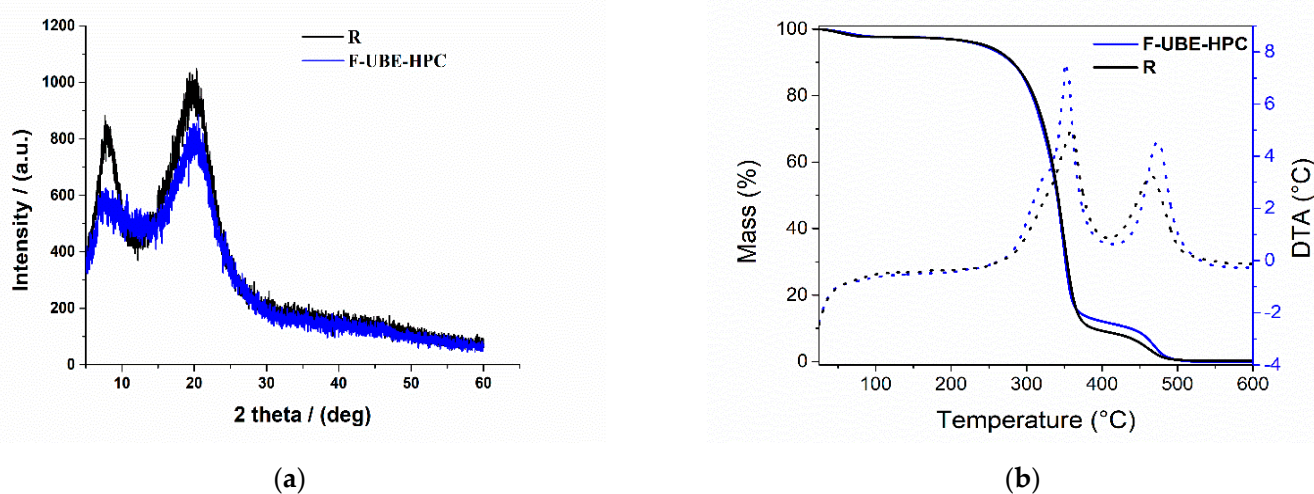 1200
1000
800
600
400
200
0
Intensity / (a.u.)
R
F-UBE-HPC
10 20 30 40 50 60
2 theta / (deg)
(a)
100
80
60
40
20
0
Mass (%)
F-UBE-HPC
R
8
6
4
2
0
-2
-4
DTA (°C)
100 200 300 400 500 600
Temperature (°C)
(b)